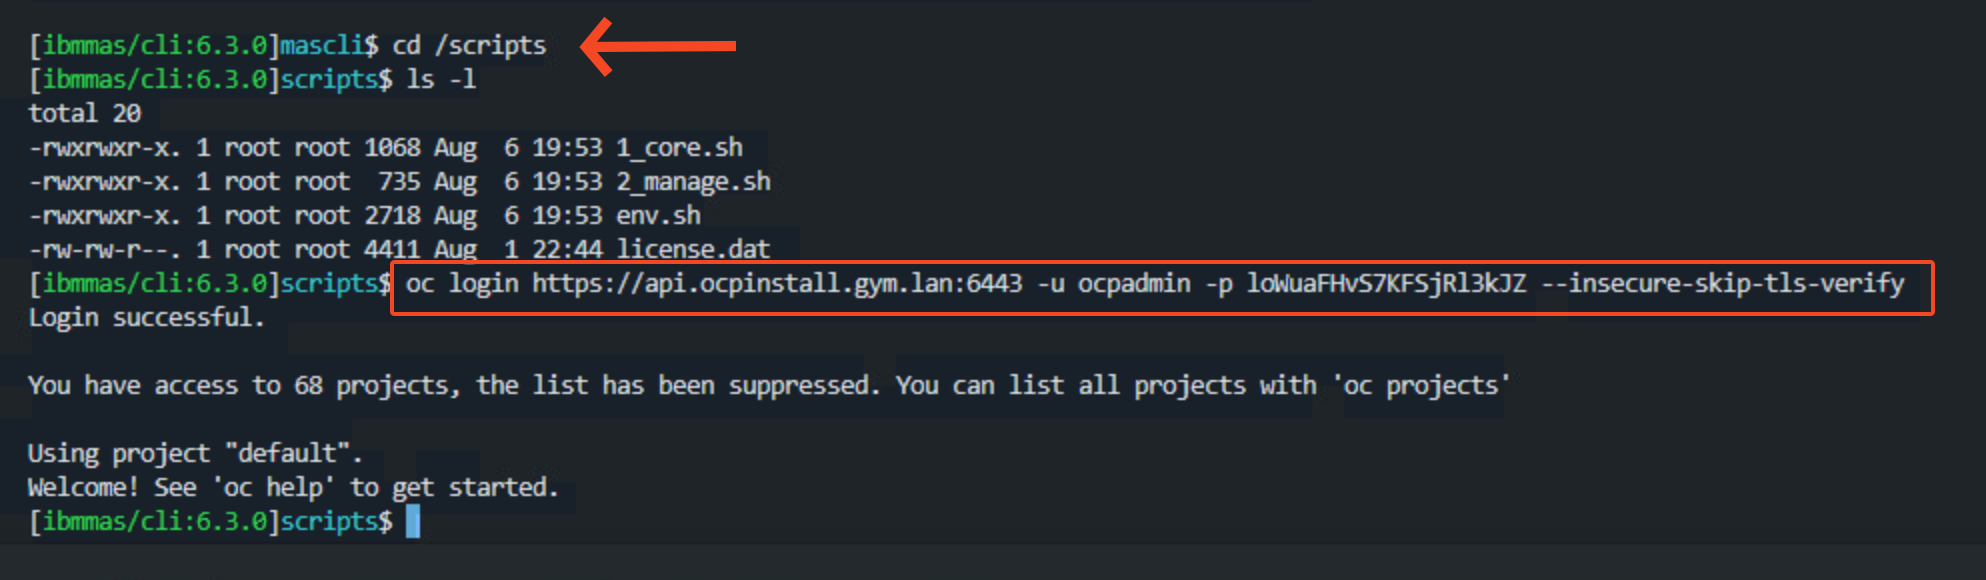 [ibmmas/cli:6.3.0]mascli$ cd /scripts
[ibmmas/cli:6.3.0]scripts$ ls -l
total 20
-rwxrwxr-x. 1 root root 1068 Aug  6 19:53 1_core.sh
-rwxrwxr-x. 1 root root  735 Aug  6 19:53 2_manage.sh
-rwxrwxr-x. 1 root root 2718 Aug  6 19:53 env.sh
-rw-rw-r--. 1 root root 4411 Aug  1 22:44 license.dat
[ibmmas/cli:6.3.0]scripts$ oc login https://api.ocpinstall.gym.lan:6443 -u ocpadmin -p loWuaFHvS7KFSjRl3kJZ --insecure-skip-tls-verify
Login successful.
You have access to 68 projects, the list has been suppressed. You can list all projects with 'oc projects'
Using project "default".
Welcome! See 'oc help' to get started.
[ibmmas/cli:6.3.0]scripts$